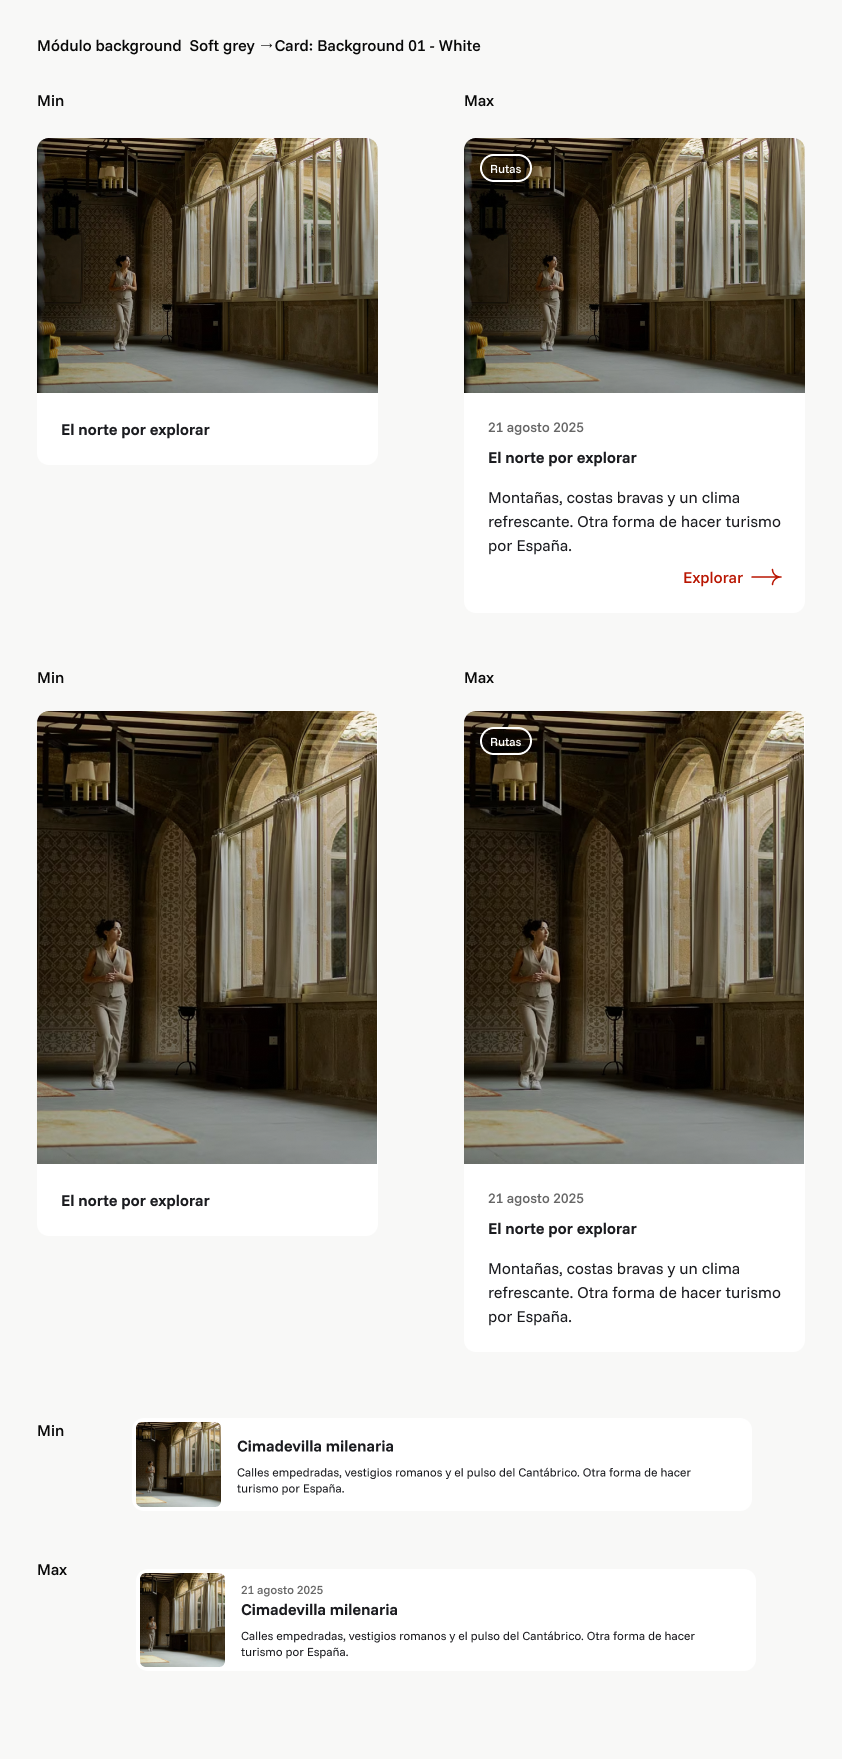 Módulo background Soft grey →Card: Background 01 - White
Min
Max
Rutas
El norte por explorar
21 agosto 2025
El norte por explorar
Montañas, costas bravas y un clima
refrescante. Otra forma de hacer turismo
por España.
Explorar
Min
Max
Rutas
El norte por explorar
21 agosto 2025
El norte por explorar
Montañas, costas bravas y un clima
refrescante. Otra forma de hacer turismo
por España.
Min
Cimadevilla milenaria
Calles empedradas, vestigios romanos y el pulso del Cantábrico. Otra forma de hacer
turismo por España.
Max
21 agosto 2025
Cimadevilla milenaria
Calles empedradas, vestigios romanos y el pulso del Cantábrico. Otra forma de hacer
turismo por España.